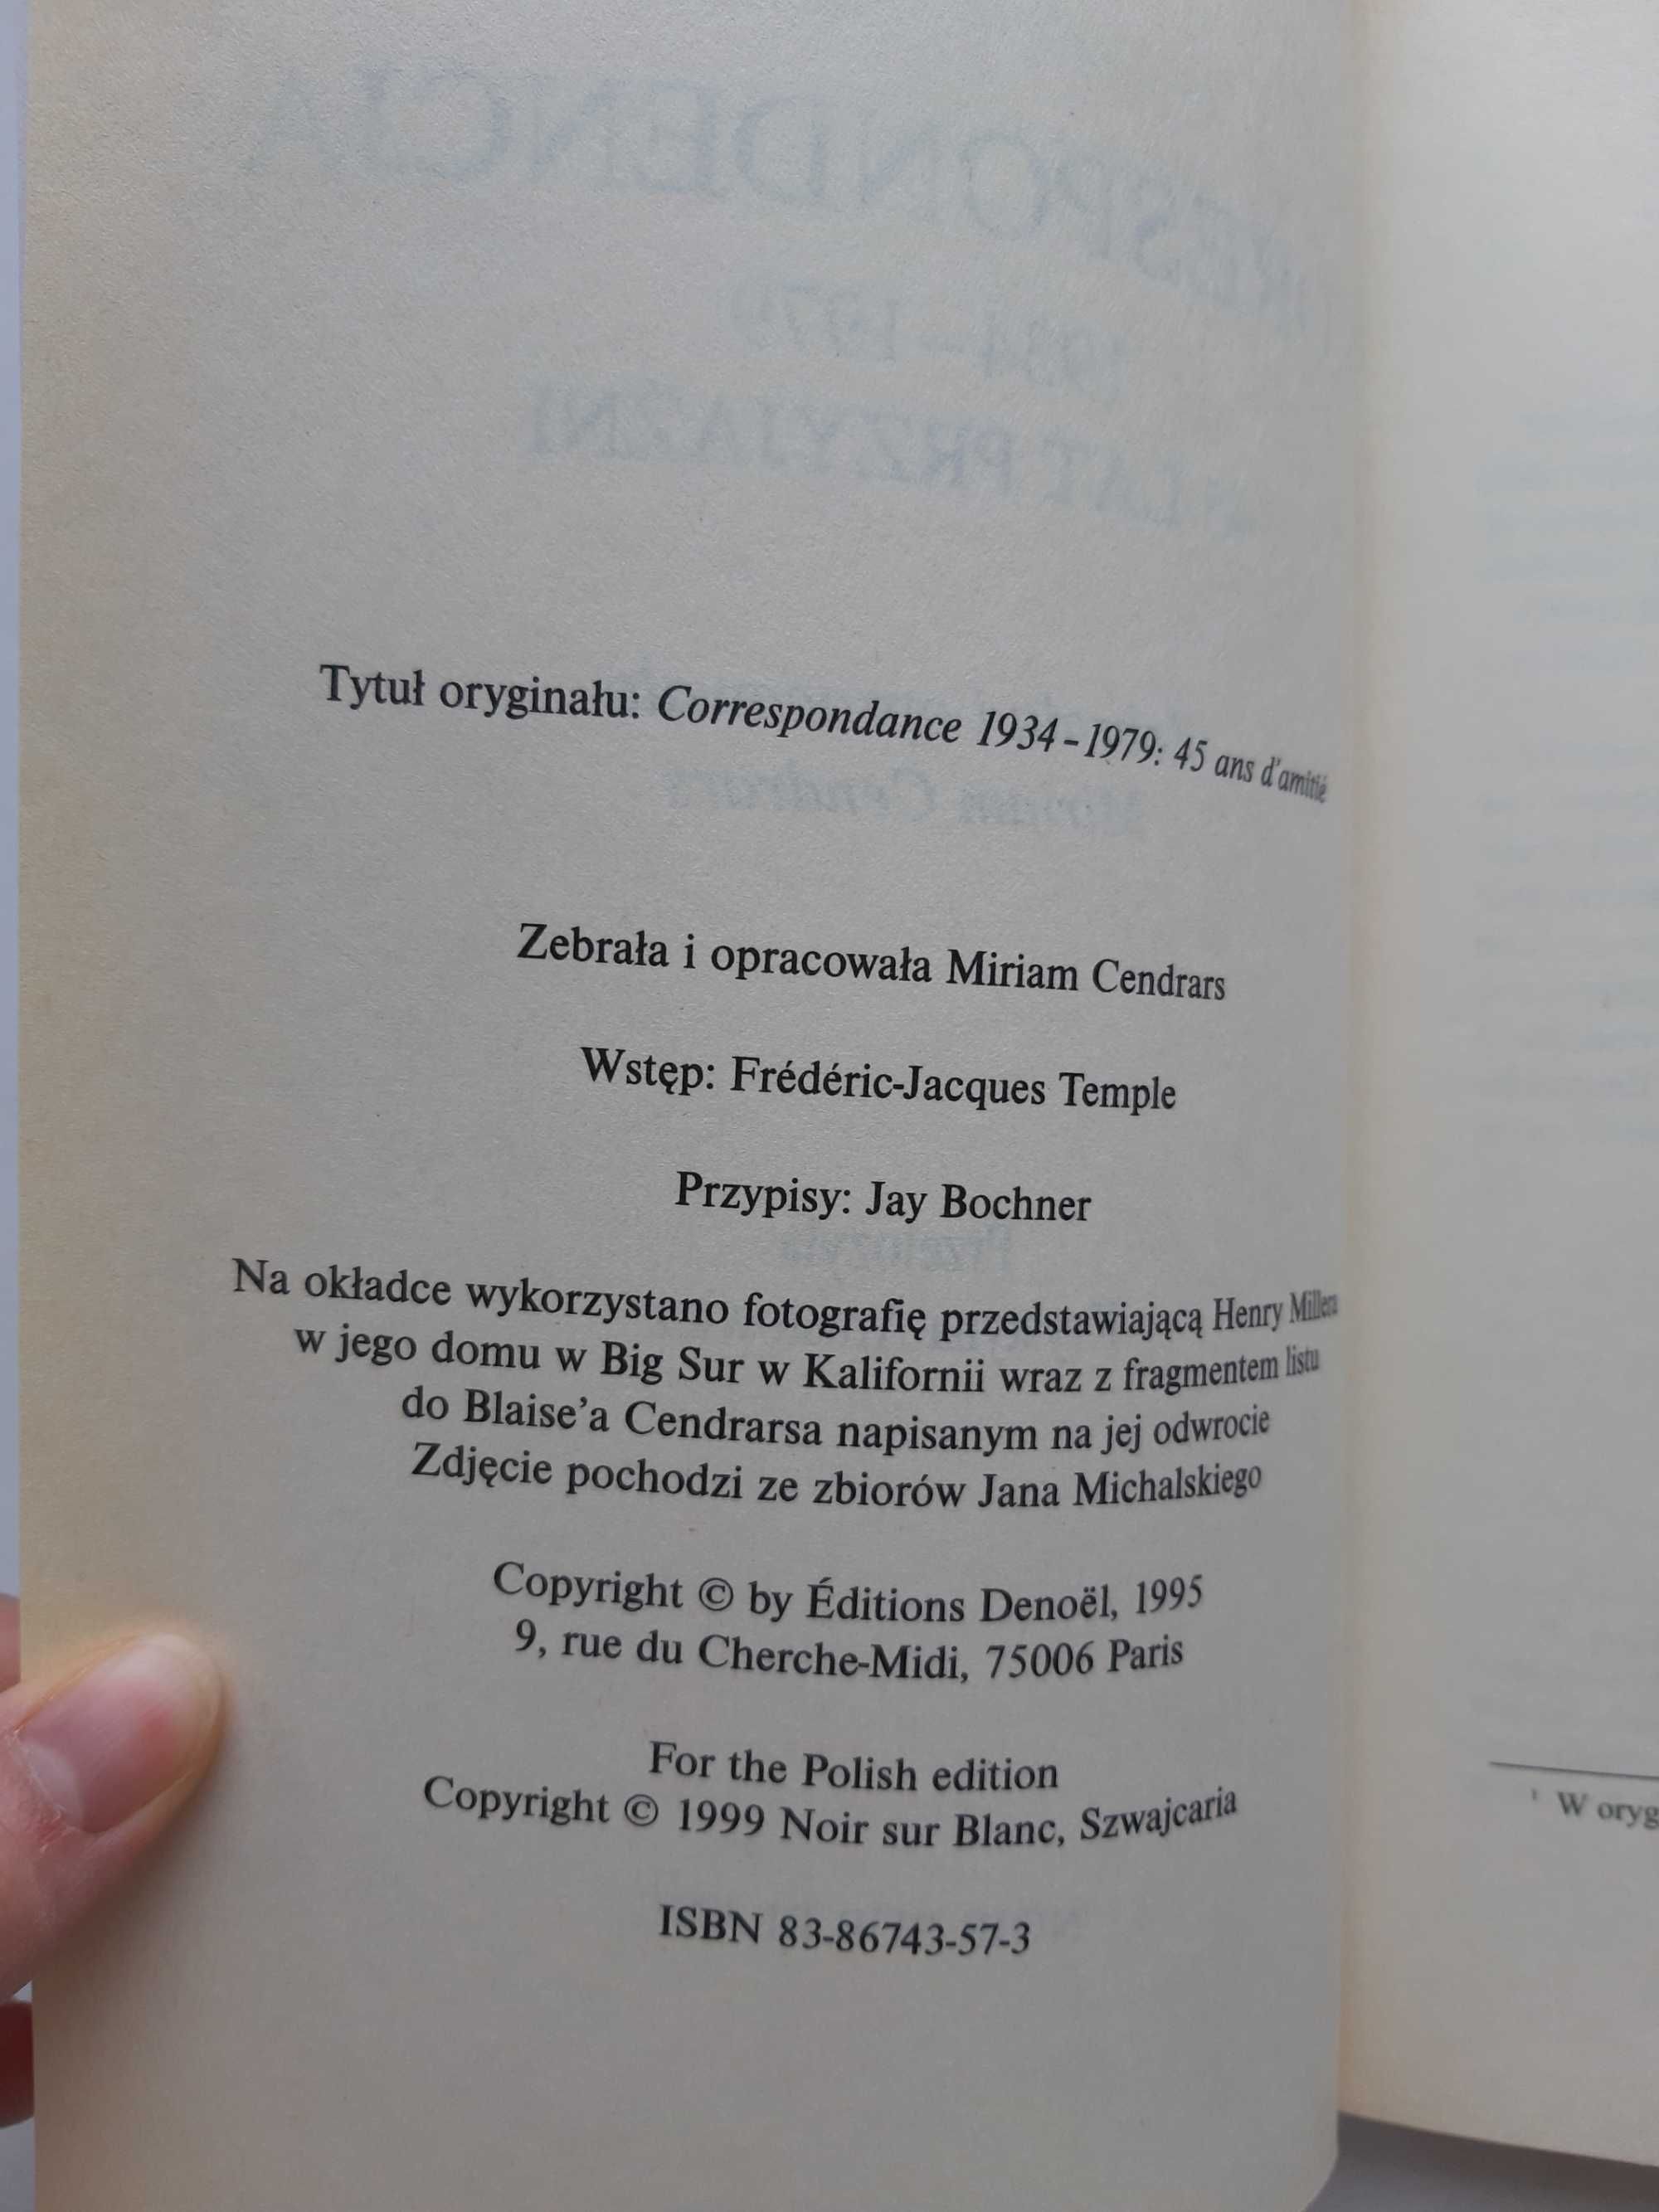 Tytuł oryginału: Correspondance 1934–1979: 45 ans d'amitié
Zebrała i opracowała Miriam Cendrars
Wstęp: Frédéric-Jacques Temple
Przypisy: Jay Bochner
Na okładce wykorzystano fotografię przedstawiającą Henry Millera
w jego domu w Big Sur w Kalifornii wraz z fragmentem listu
do Blaise'a Cendrarsa napisanym na jej odwrocie
Zdjęcie pochodzi ze zbiorów Jana Michalskiego
Copyright © by Éditions Denoël, 1995
9, rue du Cherche-Midi, 75006 Paris
For the Polish edition
Copyright © 1999 Noir sur Blanc, Szwajcaria
ISBN 83-86743-57-3
¹ W oryg